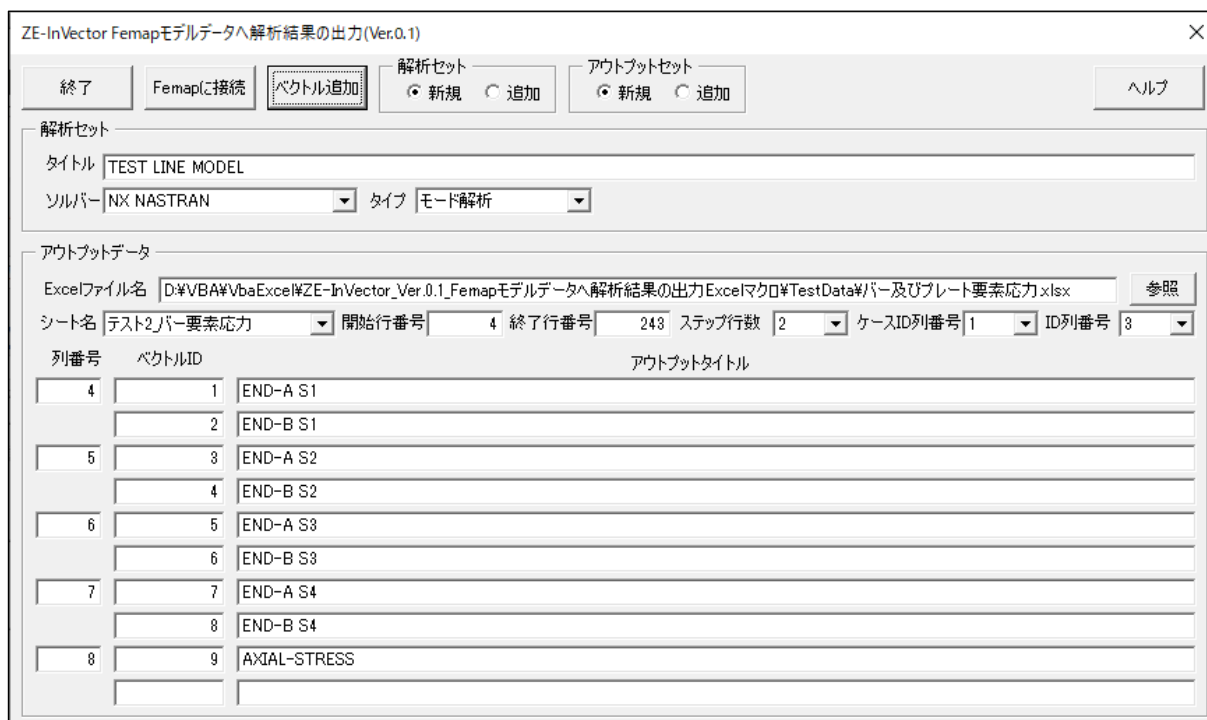 ZE-InVector Femapモデルデータへ解析結果の出力(Ver.0.1)
終了 Femapに接続 ベクトル追加 解析セット 新規 追加 アウトプットセット 新規 追加 ヘルプ
解析セット
タイトル TEST LINE MODEL
ソルバー NX NASTRAN タイプ モード解析
アウトプットデータ
Excelファイル名 D:¥VBA¥VbaExcel¥ZE-InVector_Ver.0.1_Femapモデルデータへ解析結果の出力Excelマクロ¥TestData¥バー及びプレート要素応力.xlsx 参照
シート名 テスト2_バー要素応力 開始行番号 4 終了行番号 243 ステップ行数 2 ケースID列番号 1 ID列番号 3
列番号 ベクトルID アウトプットタイトル
4 1 END-A S1
2 END-B S1
5 3 END-A S2
4 END-B S2
6 5 END-A S3
6 END-B S3
7 7 END-A S4
8 END-B S4
8 9 AXIAL-STRESS